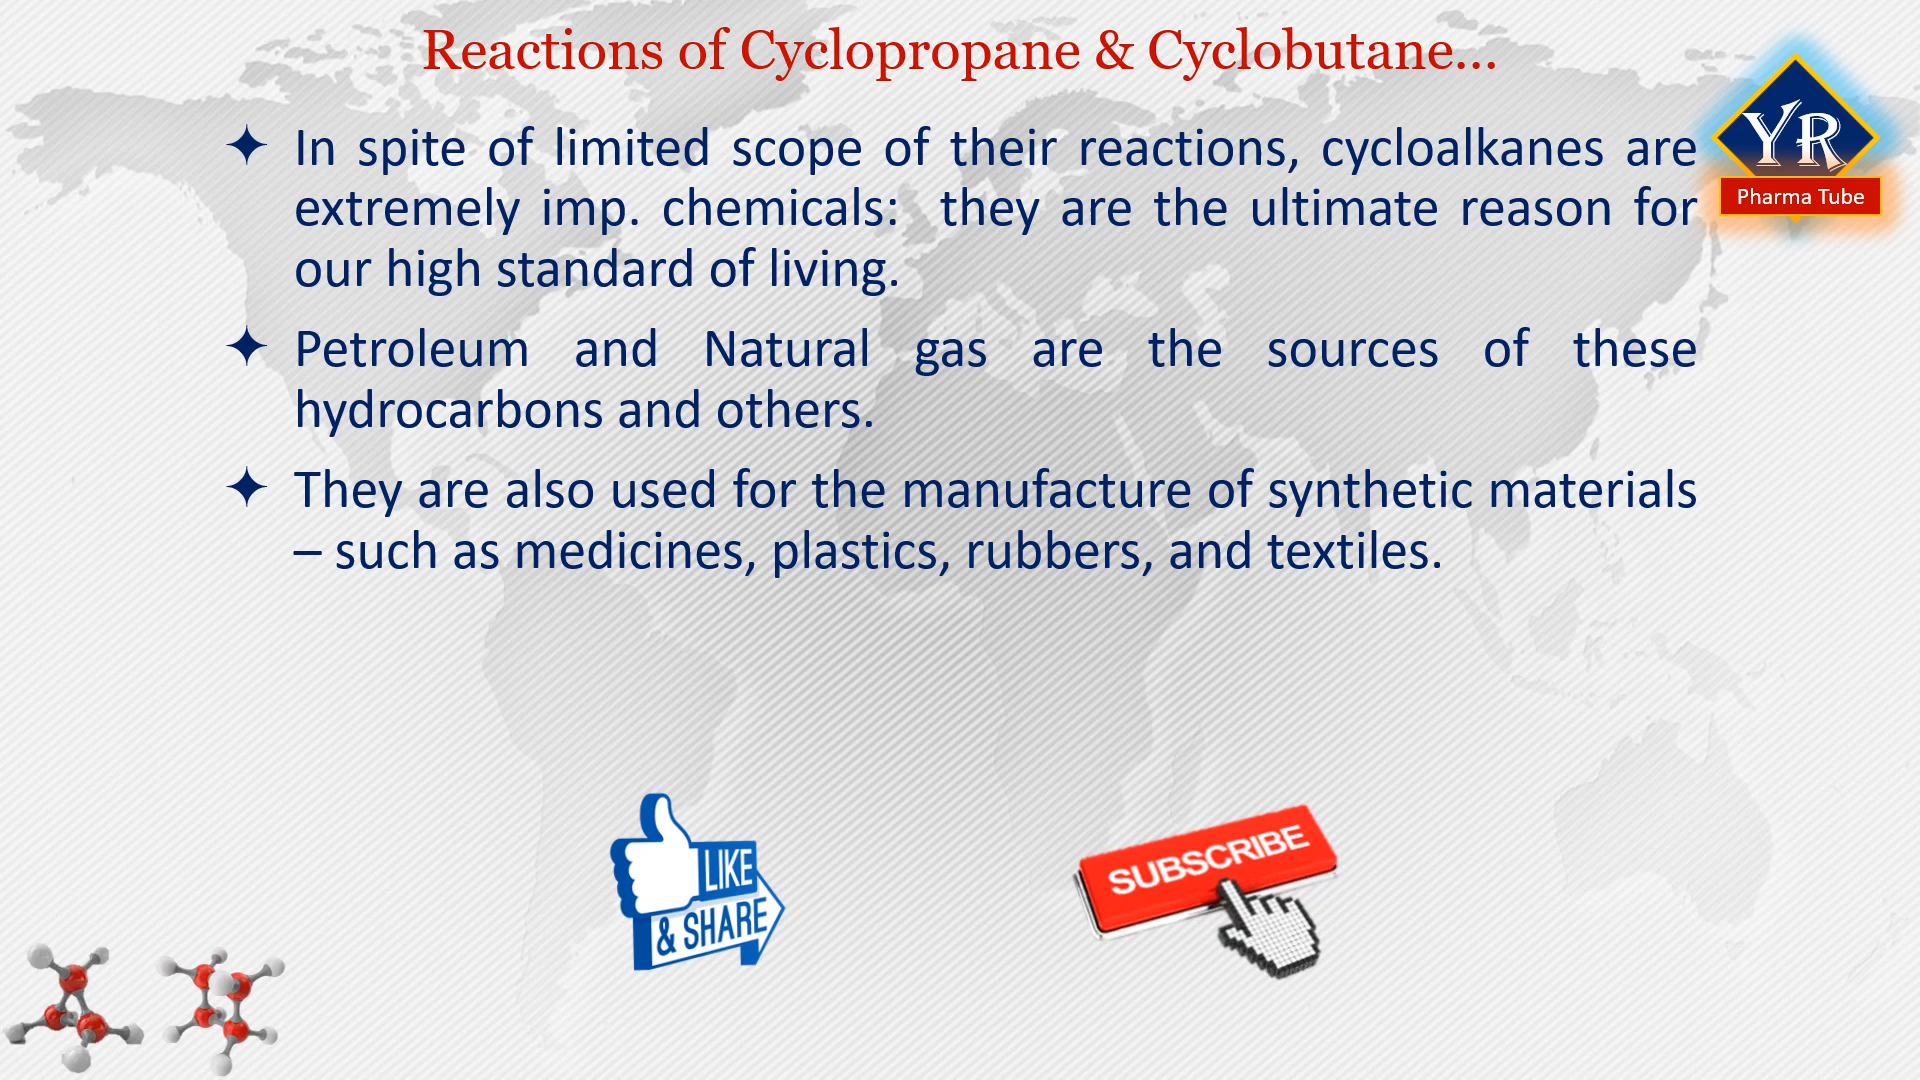 Reactions of Cyclopropane & Cyclobutane...
YR
Pharma Tube
✦ In spite of limited scope of their reactions, cycloalkanes are
extremely imp. chemicals: they are the ultimate reason for
our high standard of living.
✦ Petroleum and Natural gas are the sources of these
hydrocarbons and others.
✦ They are also used for the manufacture of synthetic materials
– such as medicines, plastics, rubbers, and textiles.
LIKE
& SHARE
SUBSCRIBE